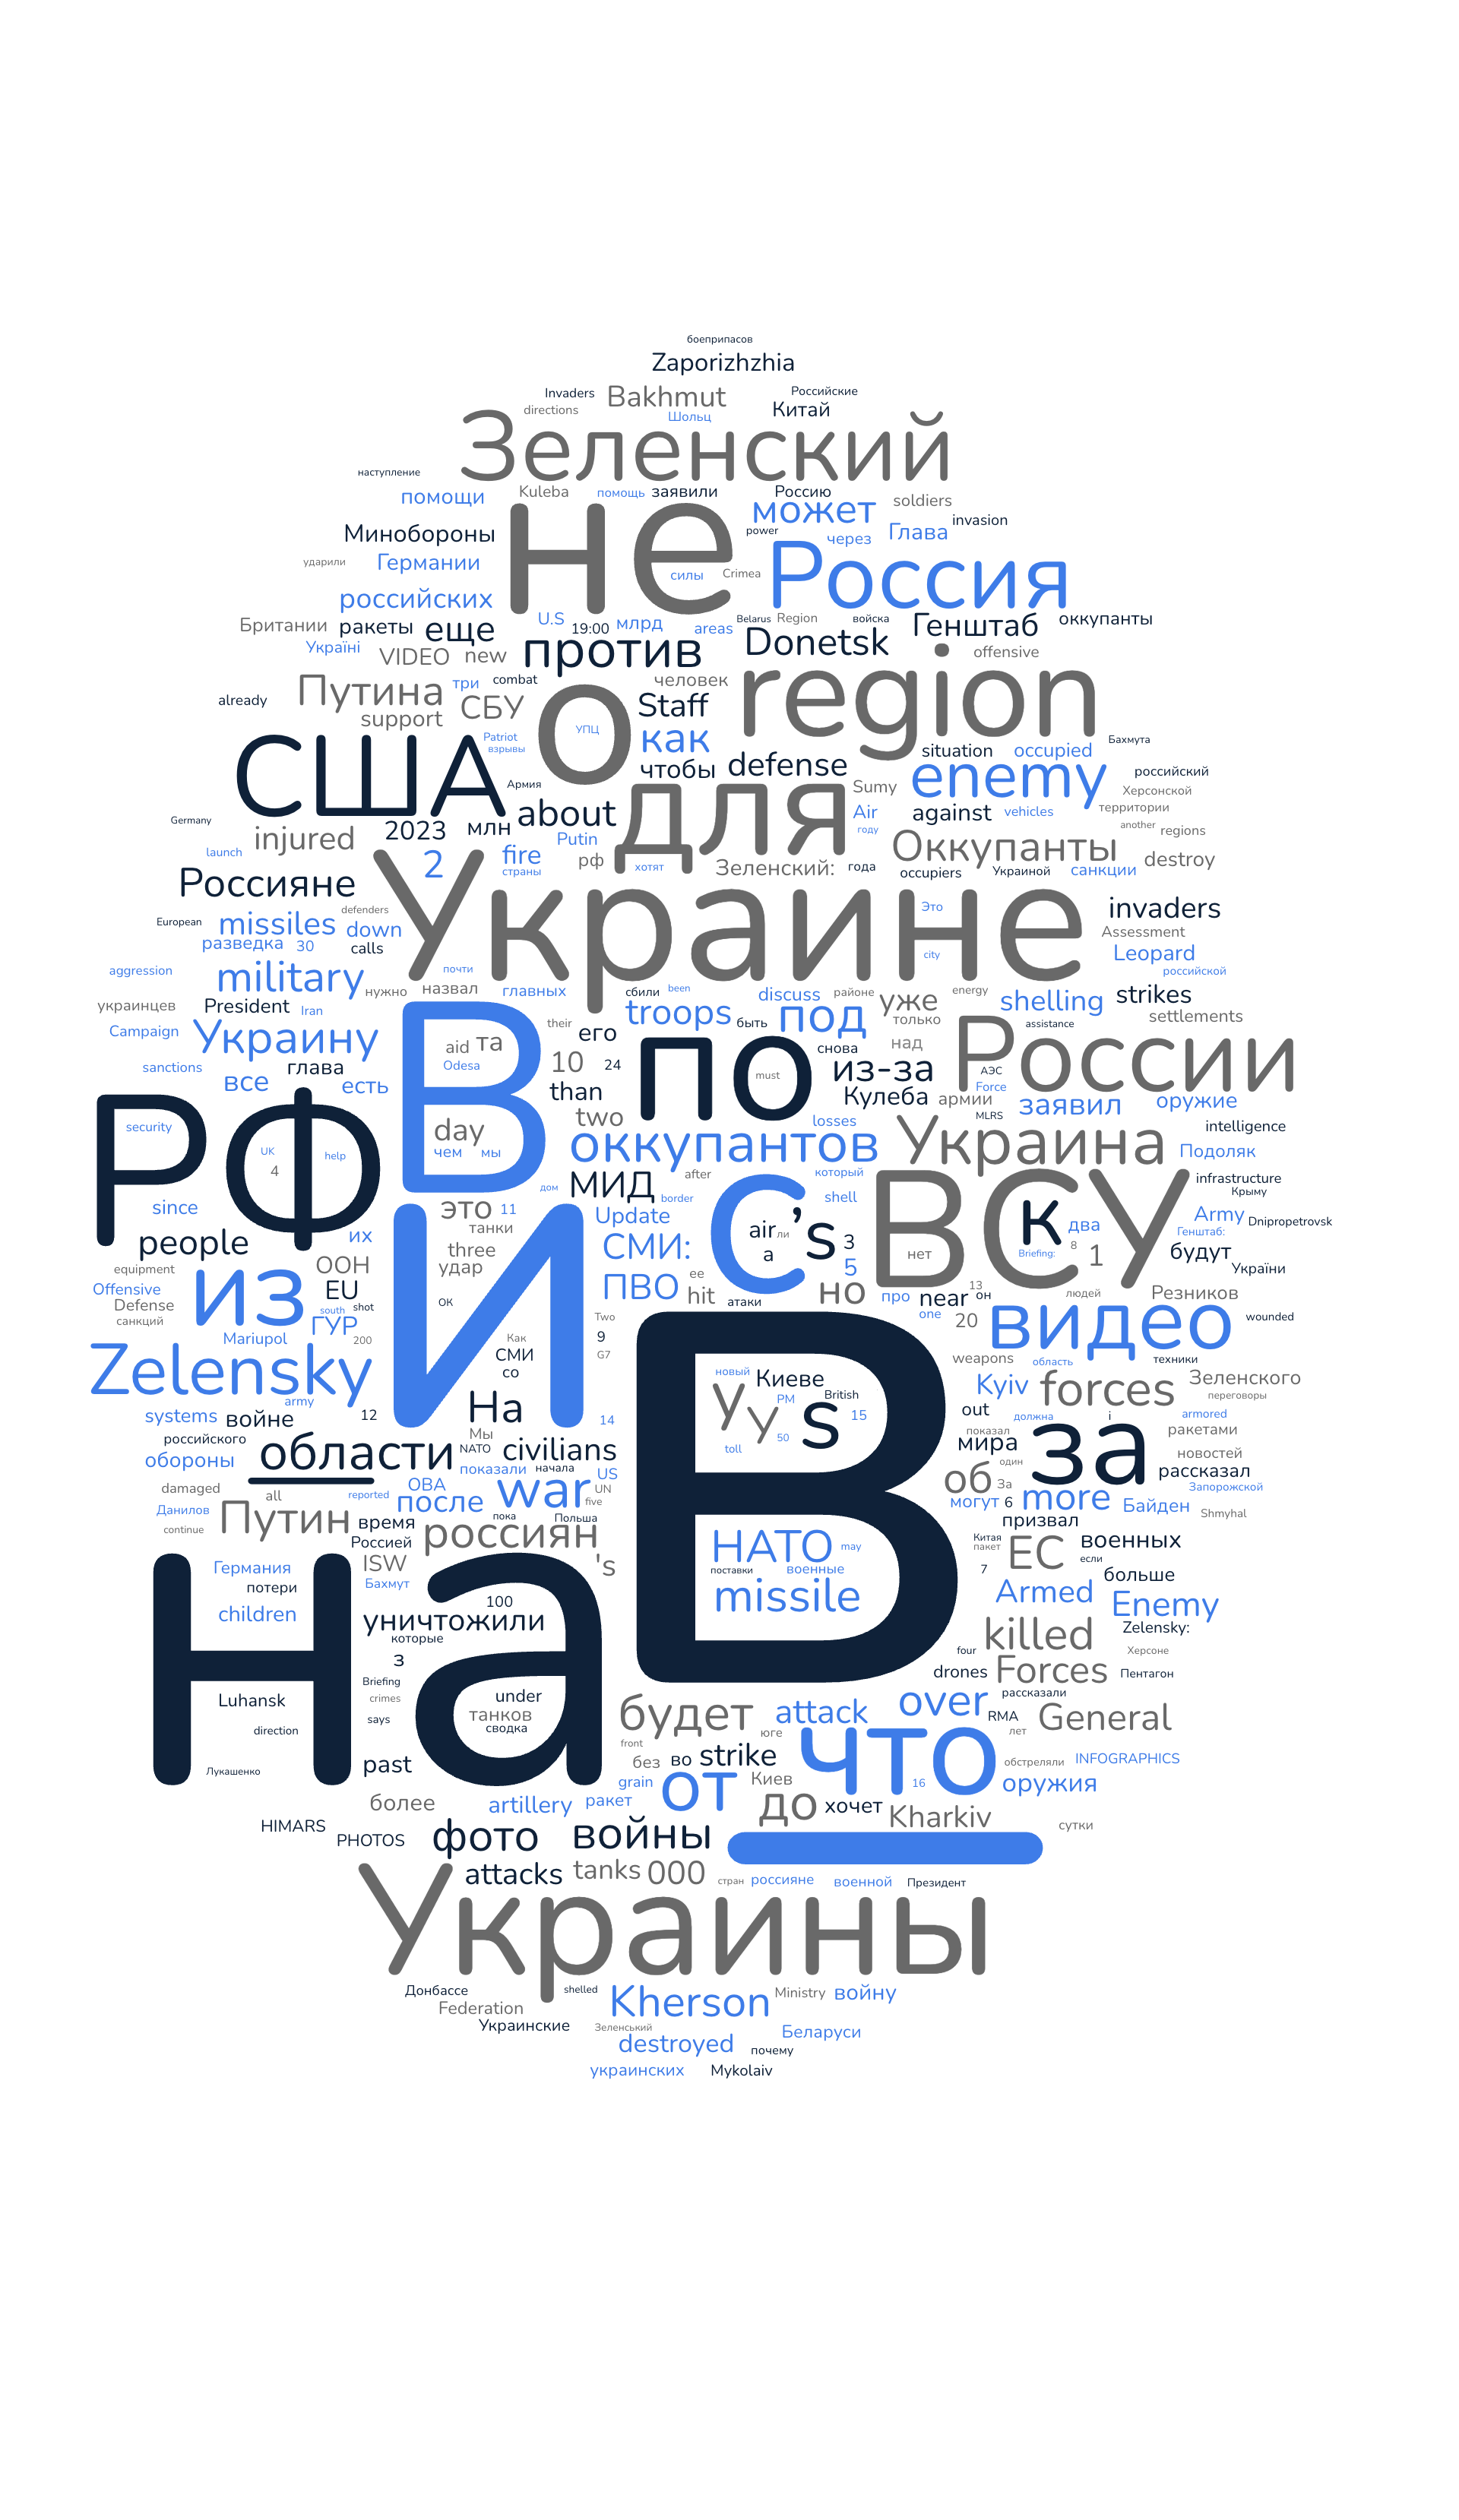 боеприпасов
Zaporizhzhia
Invaders Bakhmut Российские
directions Шольц Китай
Зеленский
наступление
помощи Kuleba помощь заявили Россию soldiers
не может invasion
Минобороны power через Глава
ударили Германии силы Crimea Россия
российских
Британии ракеты еще U.S 19:00 млрд areas Belarus Region войска Генштаб оккупанты
Україні VIDEO new против Donetsk offensive
already Путина три combat человек region
support СБУ о Staff
США Patriot взрывы УПЦ как situation occupied Бахмута
Армия чтобы defense enemy российский
Germany about для Sumy against vehicles Херсонской территории
injured 2023 млн Putin Air году Оккупанты another regions
launch 2 fire страны рф хотят Зеленский: года occupiers Украиной санкции destroy
Россияне Украине Это invaders
European missiles defenders down Assessment
разведка 30 calls city Leopard
aggression military почти российской
украинцев President Iran нужно назвал главных сбили been discuss районе уже energy shelling strikes
Campaign Украину В their его troops быть под только assistance settlements
sanctions глава aid та Odesa 10 24 по must снова над из-за России АЭС
все есть than Кулеба армии Force заявил оружие
РФ security day two losses MLRS intelligence
UK 4 help чем мы оккупантов Украина Подоляк
дом МИД border after который infrastructure Крыму
since это 11 Update с shell ВСУ к два Army Dnipropetrovsk
people их танки air ли а 's 3 нет Briefing: 8 1 Генштаб: будут Україны
equipment из ООН three удар И СМИ: 5
Offensive EU ПВО ее hit атаки но про near 13 он людей Резников
Defense санкций south shot ОК one 20 видео wounded
Mariupol ГУР 200 Two 9 G7
Zelensky Как СМИ со В новый Киеве weapons область техники
army у У PM British s 15 Kyiv forces Зеленского переговоры
systems войне 12 На 14 50 toll out должна і armored
российского Мы показал за ракетами
обороны области NATO civilians мира один новостей
_ показали начала US об За рассказал Запорожской
damaged all reported ОВА после war UN five могут 6 more Байден Shmyhal
Данилов continue Путин время пока Польша призвал
Россией россиян НАТО may Китая пакет ЕС военных
На Германия ISW 's поставки военные 7 если больше
потери Бахмут missile Armed Enemy
children 100 уничтожили killed Zelensky:
которые four Херсоне
з drones Forces Пентагон
Luhansk Briefing crimes under рассказали
direction says танков сводка будет attack over RMA General
Лукашенко past юге лет
front без во strike что обстреляли INFOGRAPHICS
более artillery ракет grain от Киев 16 оружия
HIMARS PHOTOS фото войны до хочет Kharkiv сутки
attacks tanks 000 _ стран россияне военной Президент
Украины
Донбассе shelled Kherson Ministry войну
Federation
Украинские Зеленський destroyed Беларуси
почему
украинских Mykolaiv